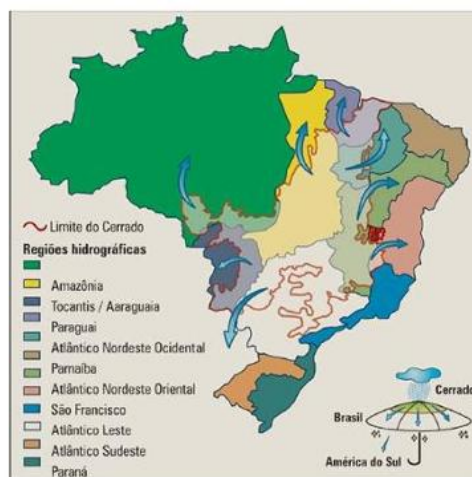 Limite do Cerrado
Regiões hidrográficas
Amazônia
Tocantis / Aaraguaia
Paraguai
Atlântico Nordeste Ocidental
Parnaíba
Atlântico Nordeste Oriental
São Francisco
Atlântico Leste
Atlântico Sudeste
Paraná
Cerrado
Brasil
América do Sul